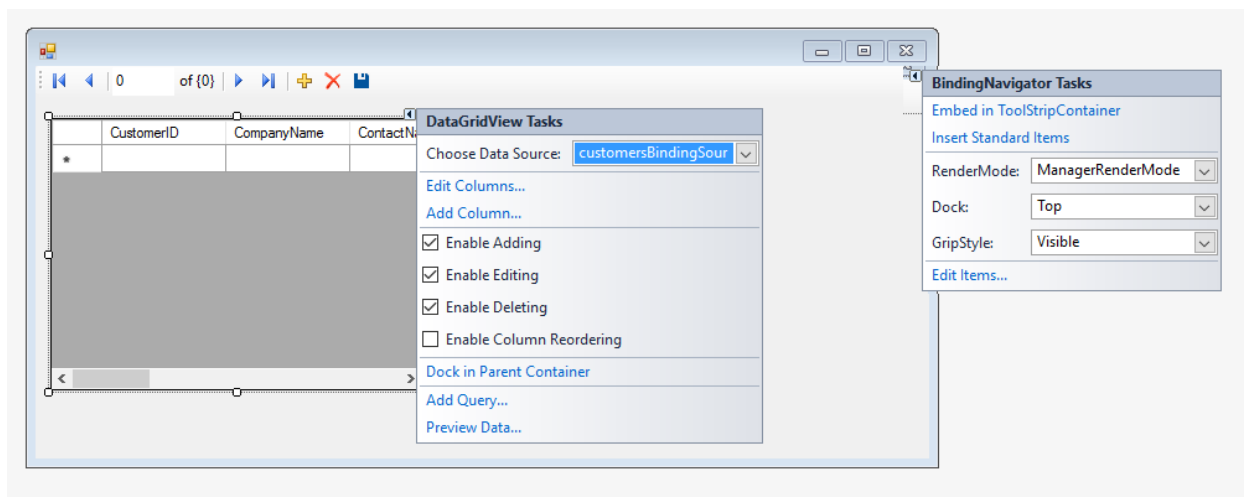 0 of {0}
CustomerID CompanyName
DataGridView Tasks
Choose Data Source: customersBindingSour
Edit Columns...
Add Column...
Enable Adding
Enable Editing
Enable Deleting
Enable Column Reordering
Dock in Parent Container
Add Query...
Preview Data...
BindingNavigator Tasks
Embed in ToolStripContainer
Insert Standard Items
RenderMode: ManagerRenderMode
Dock: Top
GripStyle: Visible
Edit Items...